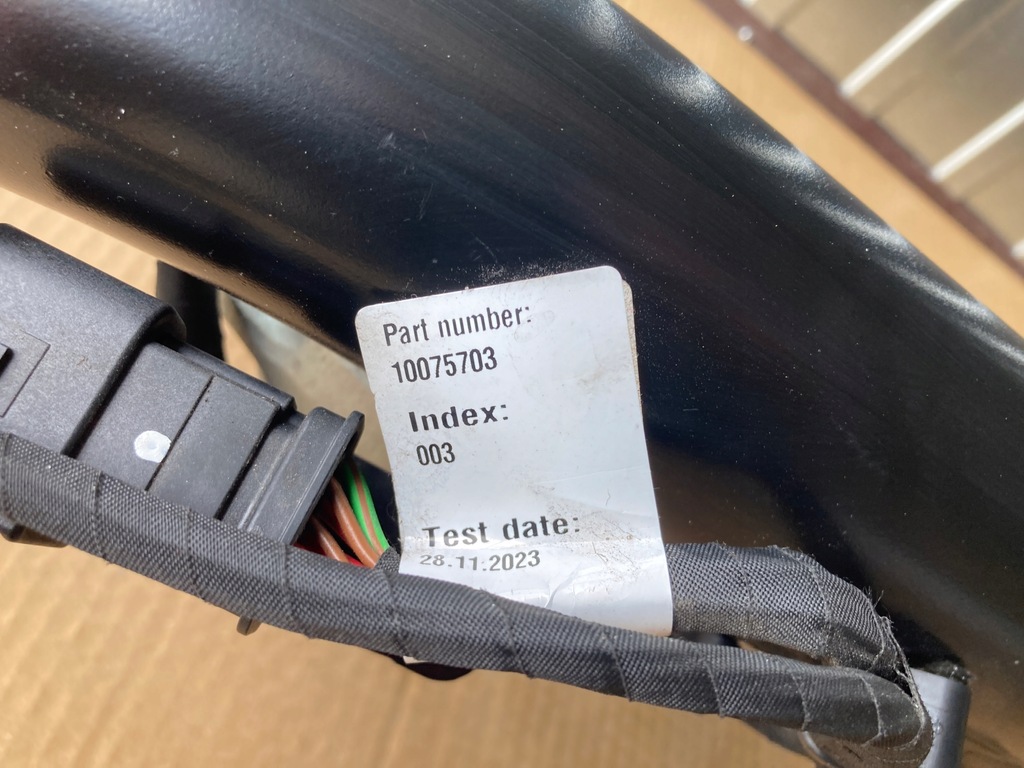 Part number:
10075703
Index:
003
Test date:
28.11.2023